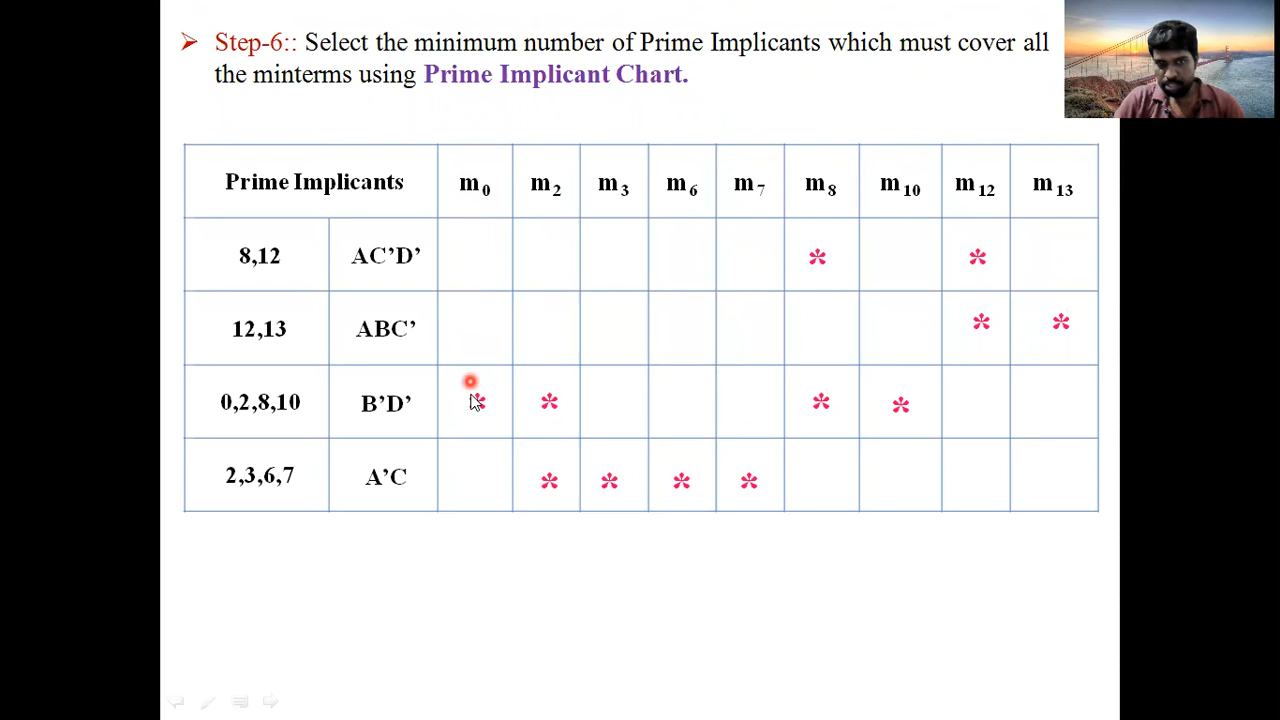 ➢ Step-6:: Select the minimum number of Prime Implicants which must cover all
the minterms using Prime Implicant Chart.
Prime Implicants m₀ m₂ m₃ m₆ m₇ m₈ m₁₀ m₁₂ m₁₃
8,12 AC’D’ * *
12,13 ABC’ * *
0,2,8,10 B’D’ * * * *
2,3,6,7 A’C * * * *